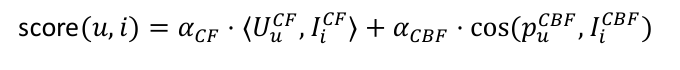 score(u, i) = α_CF · ⟨U_u^CF, I_i^CF⟩ + α_CBF · cos(p_u^CBF, I_i^CBF)